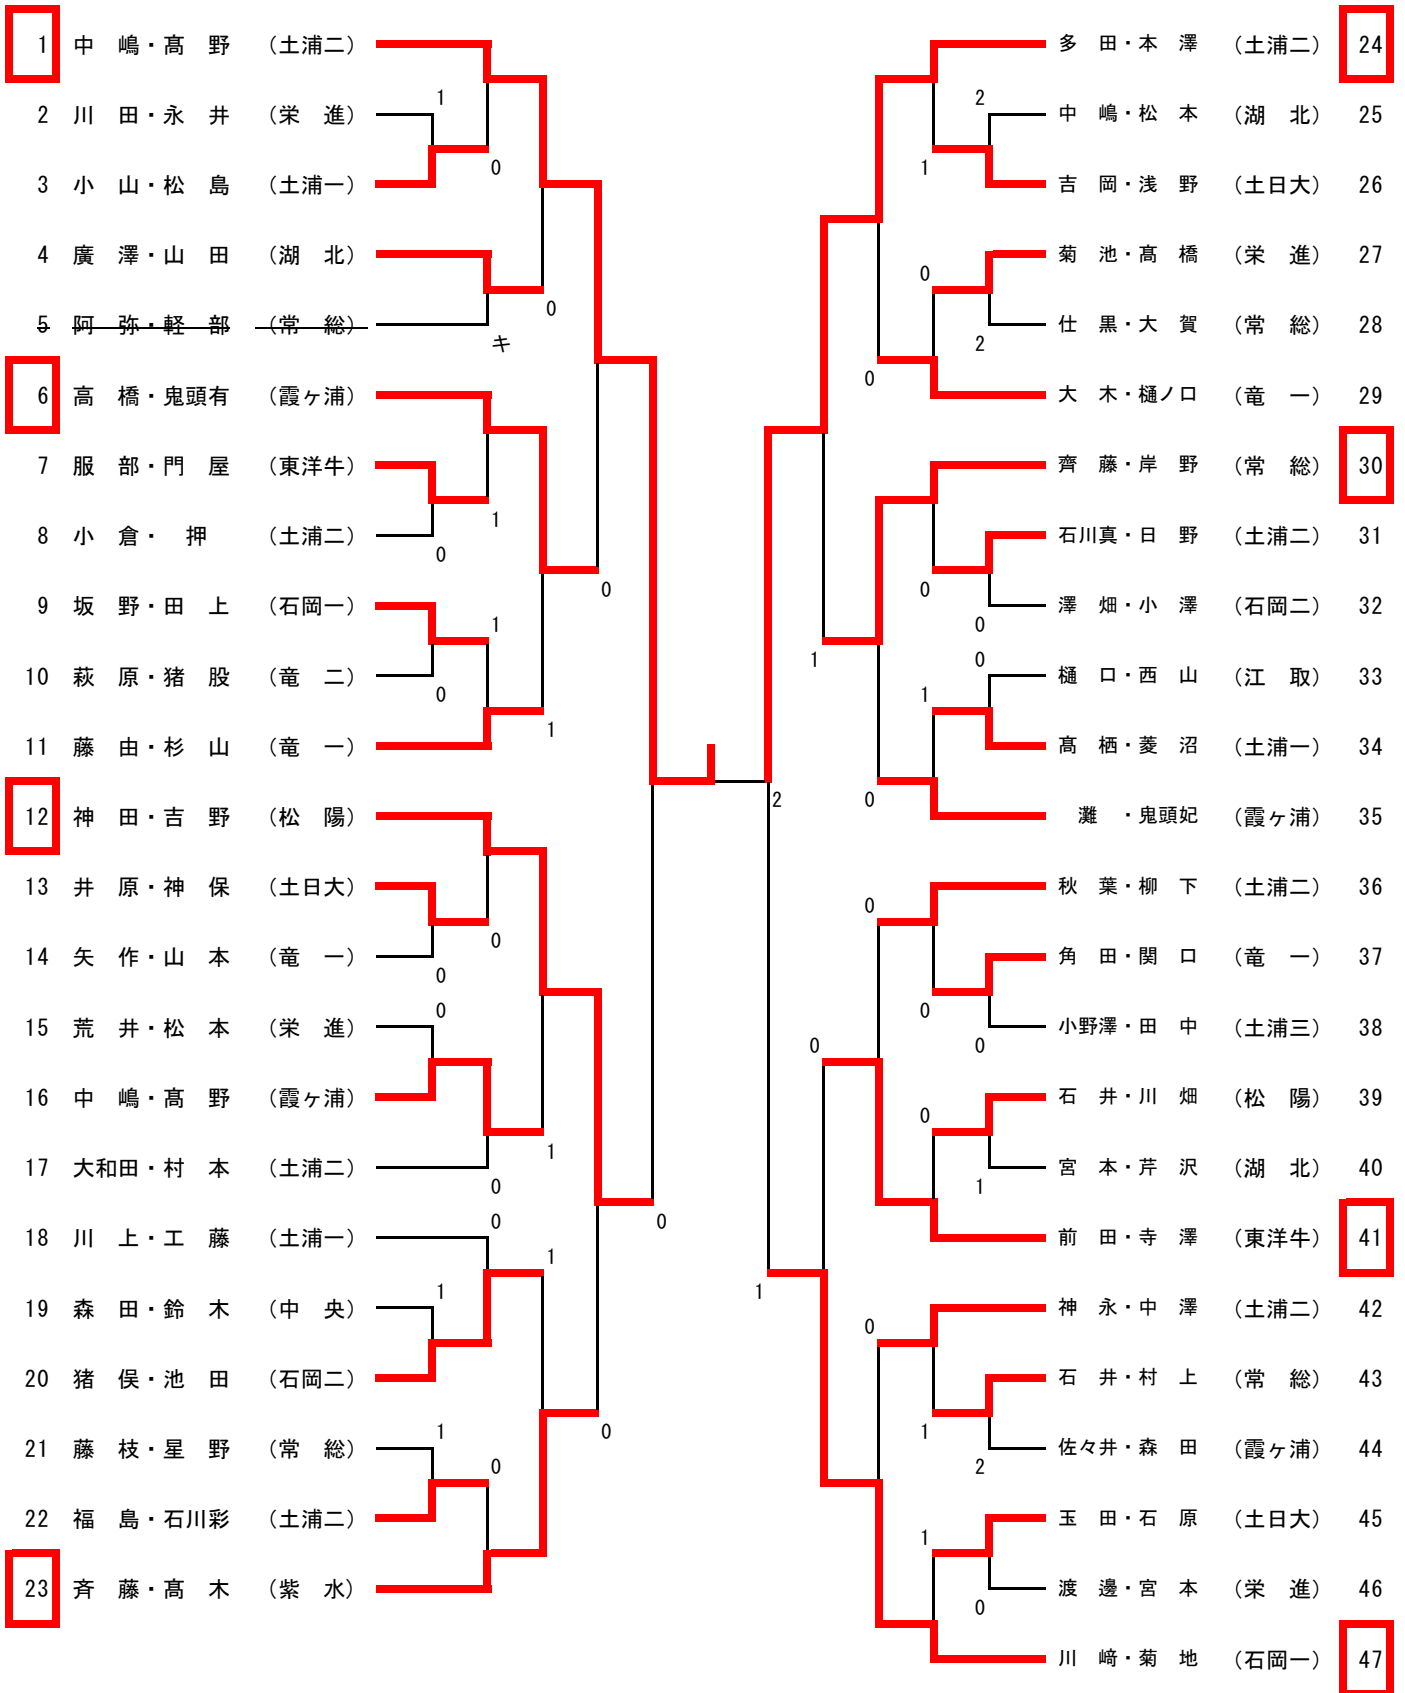 1 中　嶋・髙　野 （土浦二）
2 川　田・永　井 （栄　進）
3 小　山・松　島 （土浦一）
4 廣　澤・山　田 （湖　北）
5 阿　弥・軽　部 （常　総）
6 高　橋・鬼頭有 （霞ヶ浦）
7 服　部・門　屋 （東洋牛）
8 小　倉・　押 （土浦二）
9 坂　野・田　上 （石岡一）
10 萩　原・猪　股 （竜　二）
11 藤　由・杉　山 （竜　一）
12 神　田・吉　野 （松　陽）
13 井　原・神　保 （土日大）
14 矢　作・山　本 （竜　一）
15 荒　井・松　本 （栄　進）
16 中　嶋・髙　野 （霞ヶ浦）
17 大和田・村　本 （土浦二）
18 川　上・工　藤 （土浦一）
19 森　田・鈴　木 （中　央）
20 猪　俣・池　田 （石岡二）
21 藤　枝・星　野 （常　総）
22 福　島・石川彩 （土浦二）
23 斉　藤・髙　木 （紫　水）
1
0
0
キ
1
0
1
0
1
0
0
0
0
1
0
0
1
1
1
0
0
0
2
1
2
1
0
2
0
0
0
0
1
1
0
0
0
0
0
0
1
0
1
2
1
0
多　田・本　澤 （土浦二） 24
中　嶋・松　本 （湖　北） 25
吉　岡・浅　野 （土日大） 26
菊　池・髙　橋 （栄　進） 27
仕　黒・大　賀 （常　総） 28
大　木・樋ノ口 （竜　一） 29
齊　藤・岸　野 （常　総） 30
石川真・日　野 （土浦二） 31
澤　畑・小　澤 （石岡二） 32
樋　口・西　山 （江　取） 33
髙　栖・菱　沼 （土浦一） 34
灘　・鬼頭妃 （霞ヶ浦） 35
秋　葉・柳　下 （土浦二） 36
角　田・関　口 （竜　一） 37
小野澤・田　中 （土浦三） 38
石　井・川　畑 （松　陽） 39
宮　本・芹　沢 （湖　北） 40
前　田・寺　澤 （東洋牛） 41
神　永・中　澤 （土浦二） 42
石　井・村　上 （常　総） 43
佐々井・森　田 （霞ヶ浦） 44
玉　田・石　原 （土日大） 45
渡　邊・宮　本 （栄　進） 46
川　﨑・菊　地 （石岡一） 47